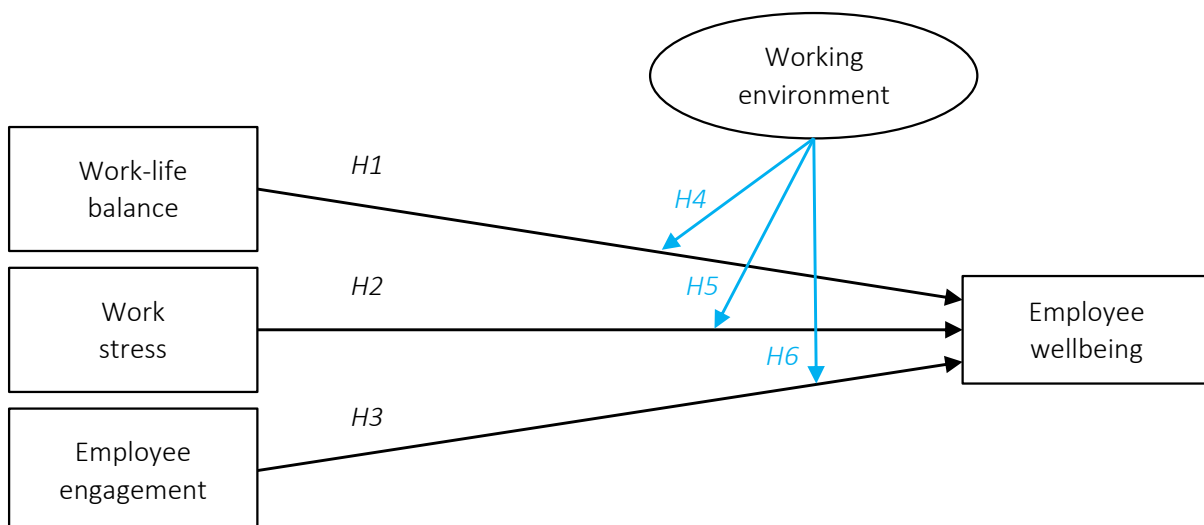 Working
environment
Work-life
balance
H1
H4
Work
stress
H2
H5
Employee
wellbeing
H6
Employee
engagement
H3